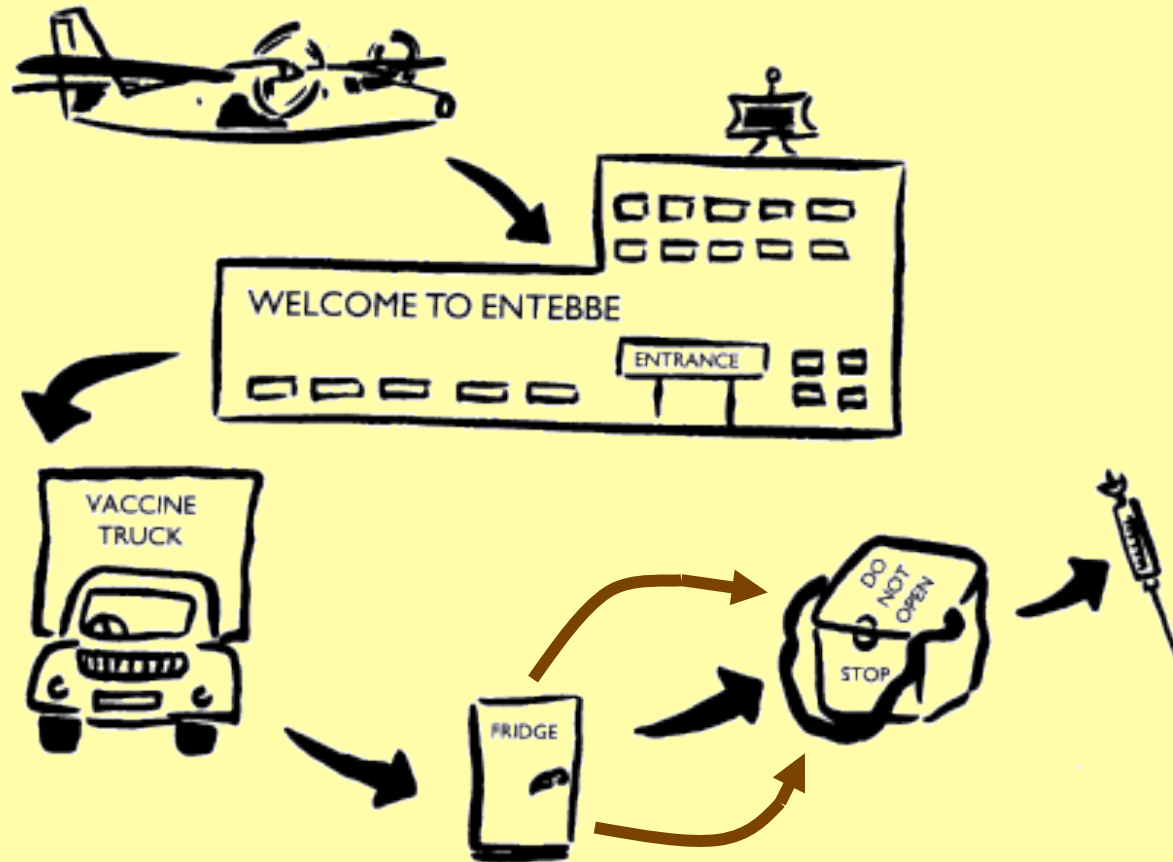 WELCOME TO ENTEBBE
ENTRANCE
VACCINE
TRUCK
FRIDGE
DO
NOT
OPEN
STOP